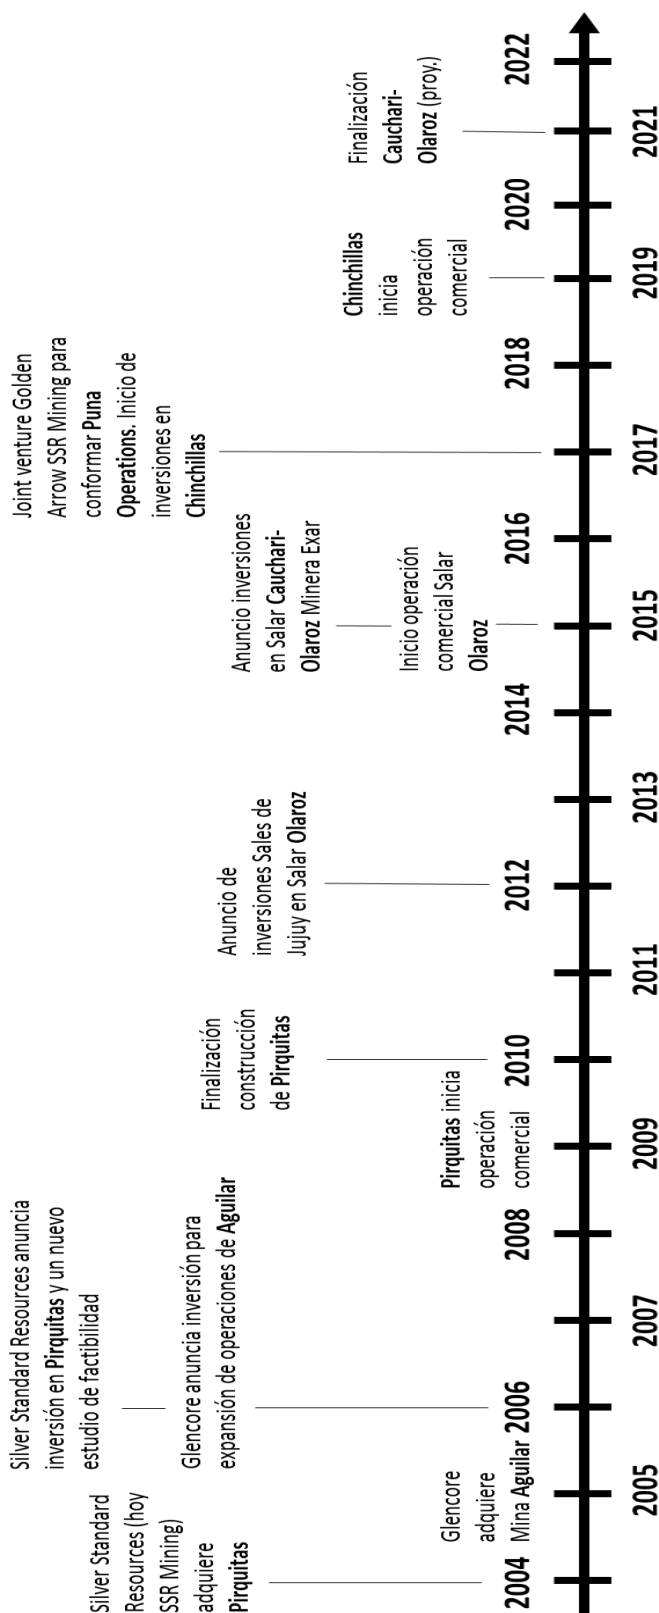 Silver Standard
Resources (hoy
SSR Mining)
adquiere
Pirquitas
Silver Standard Resources anuncia
inversión en Pirquitas y un nuevo
estudio de factibilidad
Glencore anuncia inversión para
expansión de operaciones de Aguilar
Glencore
adquiere
Mina Aguilar
Pirquitas inicia
operación
comercial
Finalización
construcción
de Pirquitas
Anuncio de
inversiones Sales de
Jujuy en Salar Olaroz
Anuncio inversiones
en Salar Cauchari-
Olaroz Minera Exar
Inicio operación
comercial Salar
Olaroz
Joint venture Golden
Arrow SSR Mining para
conformar Puna
Operations. Inicio de
inversiones en
Chinchillas
Chinchillas
inicia
operación
comercial
Finalización
Cauchari-
Olaroz (proy.)
2004
2005
2006
2007
2008
2009
2010
2011
2012
2013
2014
2015
2016
2017
2018
2019
2020
2021
2022